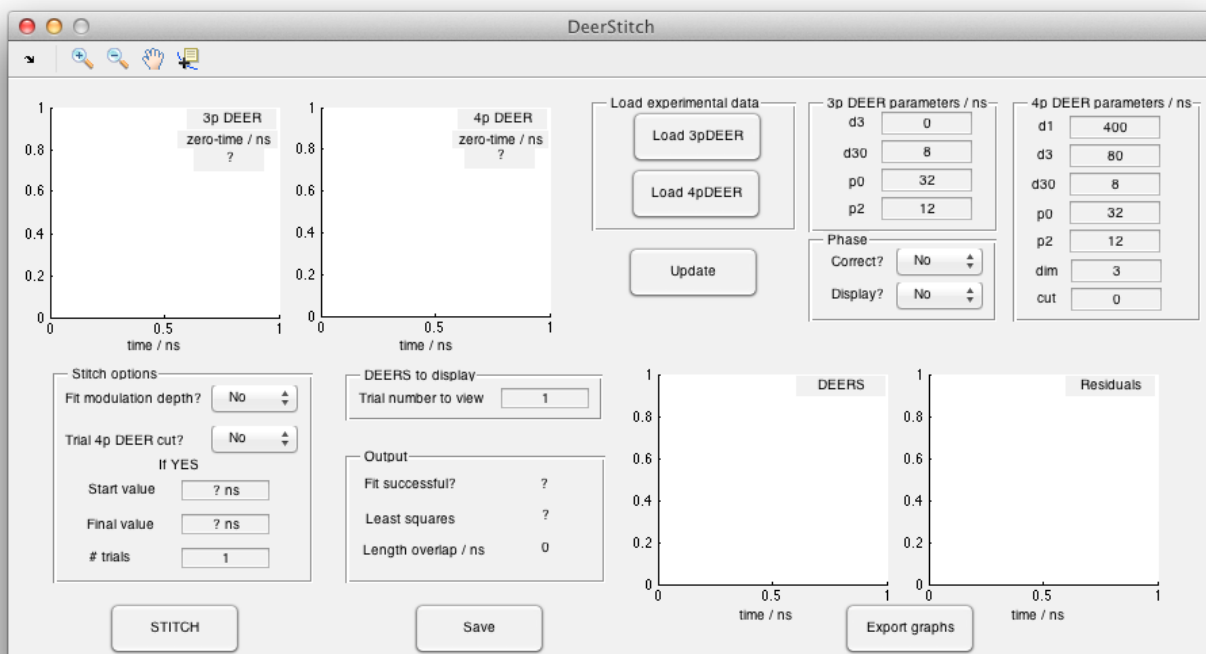 DeerStitch
3p DEER
zero-time / ns
?
1
0.8
0.6
0.4
0.2
0
0 0.5 1
time / ns
4p DEER
zero-time / ns
?
1
0.8
0.6
0.4
0.2
0
0 0.5 1
time / ns
Load experimental data
Load 3pDEER
Load 4pDEER
Update
3p DEER parameters / ns
d3 0
d30 8
p0 32
p2 12
Phase
Correct? No
Display? No
4p DEER parameters / ns
d1 400
d3 80
d30 8
p0 32
p2 12
dim 3
cut 0
Stitch options
Fit modulation depth? No
Trial 4p DEER cut? No
If YES
Start value ? ns
Final value ? ns
# trials 1
STITCH
DEERS to display
Trial number to view 1
Output
Fit successful? ?
Least squares ?
Length overlap / ns 0
Save
DEERS
1
0.8
0.6
0.4
0.2
0
0 0.5 1
time / ns
Residuals
1
0.8
0.6
0.4
0.2
0
0 0.5 1
time / ns
Export graphs